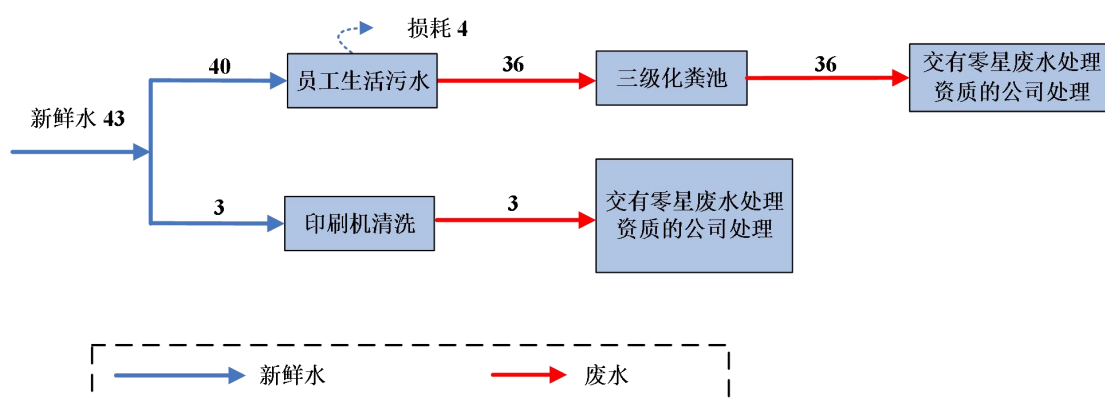 损耗 4
40
员工生活污水
36
三级化粪池
36
交有零星废水处理
资质的公司处理
新鲜水 43
3
印刷机清洗
3
交有零星废水处理
资质的公司处理
新鲜水
废水